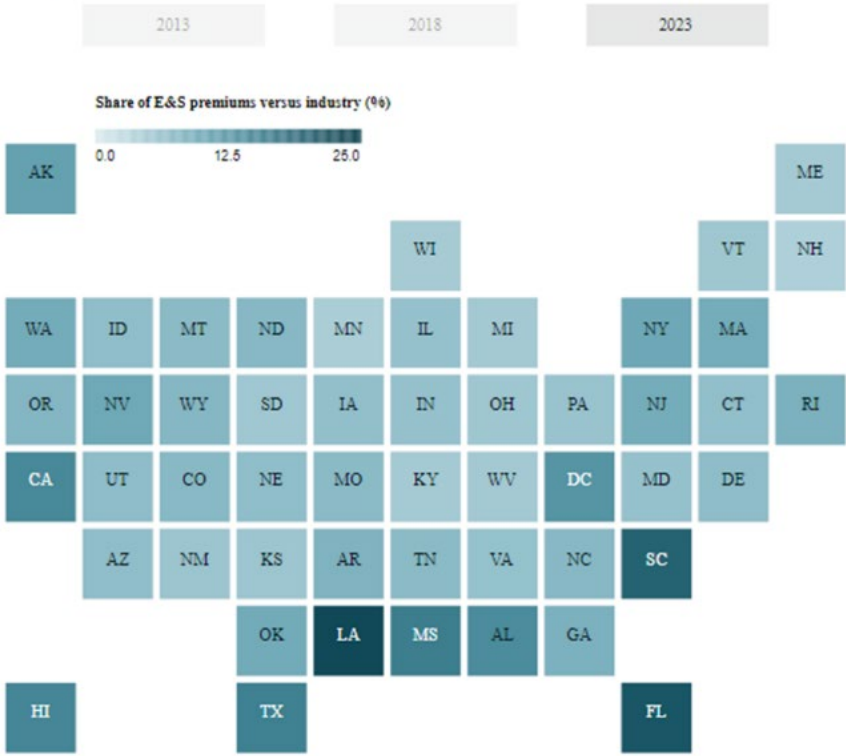 2013 2018 2023
Share of E&S premiums versus industry (%)
0.0 12.5 25.0
AK ME
WI VT NH
WA ID MT ND MN IL MI NY MA
OR NV WY SD IA IN OH PA NJ CT RI
CA UT CO NE MO KY WV DC MD DE
AZ NM KS AR TN VA NC SC
OK LA MS AL GA
HI TX FL